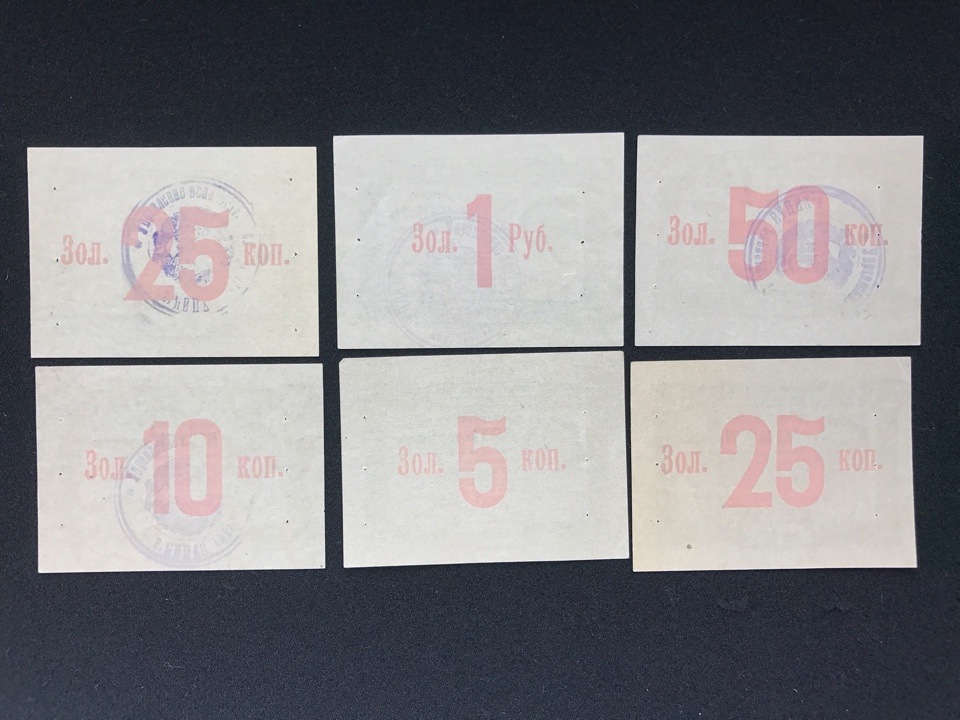 Зол. 25 коп.
Зол. 1 Руб.
Зол. 50 коп.
Зол. 10 коп.
Зол. 5 коп.
Зол. 25 коп.